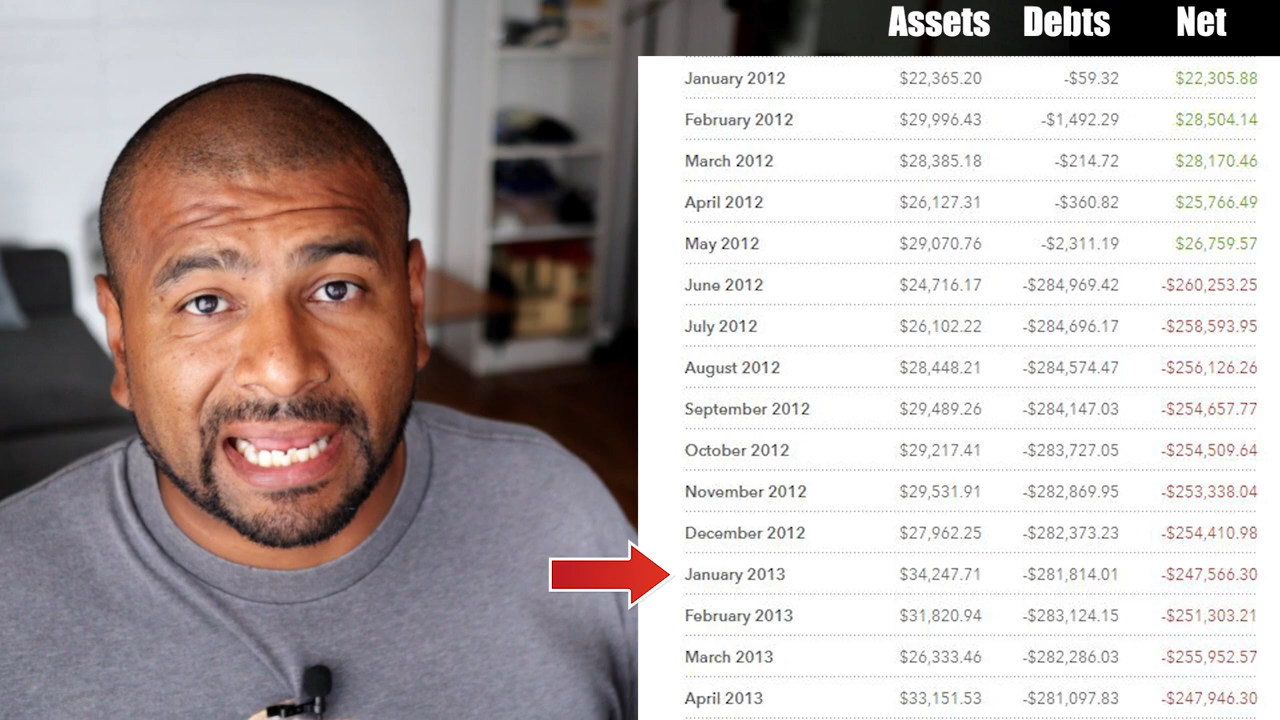 Assets Debts Net
January 2012 $22,365.20 -$59.32 $22,305.88
February 2012 $29,996.43 -$1,492.29 $28,504.14
March 2012 $28,385.18 -$214.72 $28,170.46
April 2012 $26,127.31 -$360.82 $25,766.49
May 2012 $29,070.76 -$2,311.19 $26,759.57
June 2012 $24,716.17 -$284,969.42 -$260,253.25
July 2012 $26,102.22 -$284,696.17 -$258,593.95
August 2012 $28,448.21 -$284,574.47 -$256,126.26
September 2012 $29,489.26 -$284,147.03 -$254,657.77
October 2012 $29,217.41 -$283,727.05 -$254,509.64
November 2012 $29,531.91 -$282,869.95 -$253,338.04
December 2012 $27,962.25 -$282,373.23 -$254,410.98
January 2013 $34,247.71 -$281,814.01 -$247,566.30
February 2013 $31,820.94 -$283,124.15 -$251,303.21
March 2013 $26,333.46 -$282,286.03 -$255,952.57
April 2013 $33,151.53 -$281,097.83 -$247,946.30